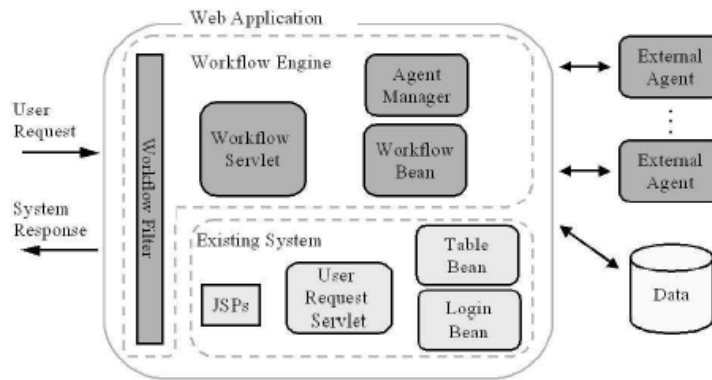 Web Application
Workflow Engine
Agent
Manager
External
Agent
User
Request
Workflow Filter
Workflow
Servlet
Workflow
Bean
External
Agent
System
Response
Existing System
Table
Bean
JSPs
User
Request
Servlet
Login
Bean
Data